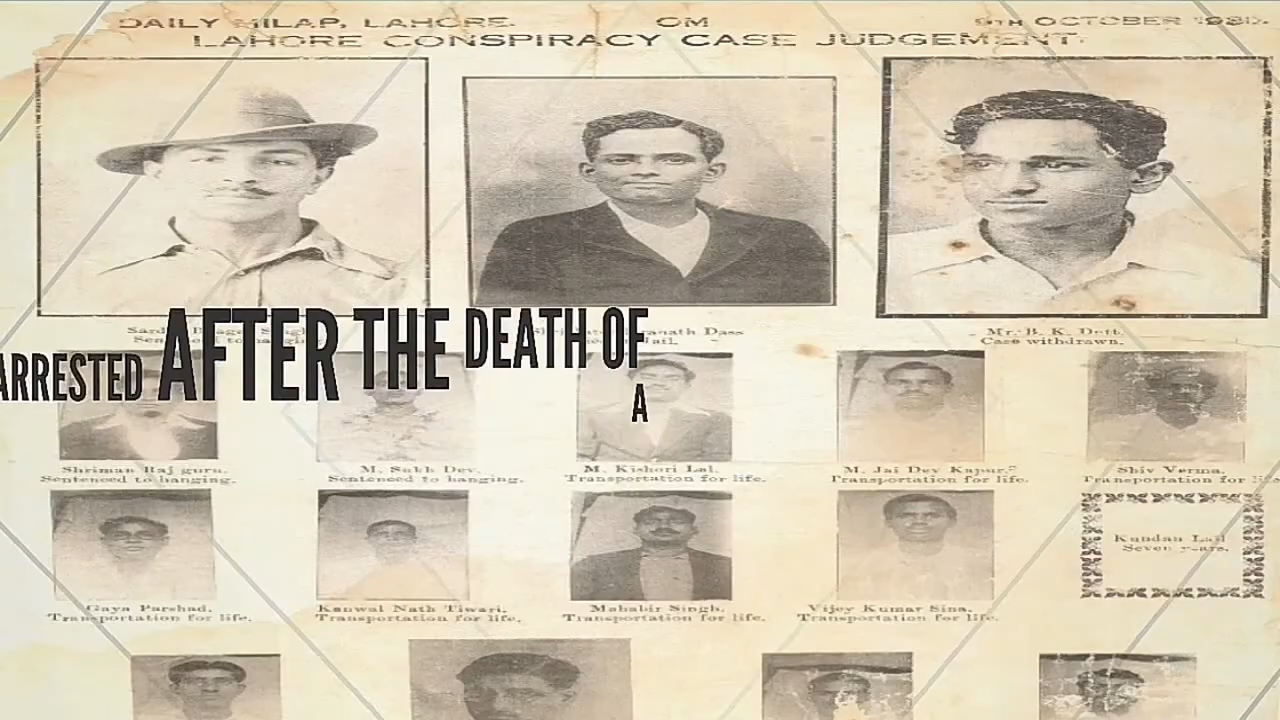 DAILY MILAP, LAHORE. OM 9TH OCTOBER
LAHORE CONSPIRACY CASE JUDGEMENT.
Mr. B. K. Dutt.
Case withdrawn.
ARRESTED AFTER THE DEATH OF
A
Shriman Raj guru. M. Sukh Dev. M. Kishori Lal. M. Jai Dev Kapur. Shiv Verma.
Sentenced to hanging. Sentenced to hanging. Transportation for life. Transportation for life. Transportation for
Kundan Lall
Seven years.
Gaya Parshad. Kanwal Nath Tiwari. Mahabir Singh. Vijey Kumar Sina.
Transportation for life. Transportation for life. Transportation for life. Transportation for life.